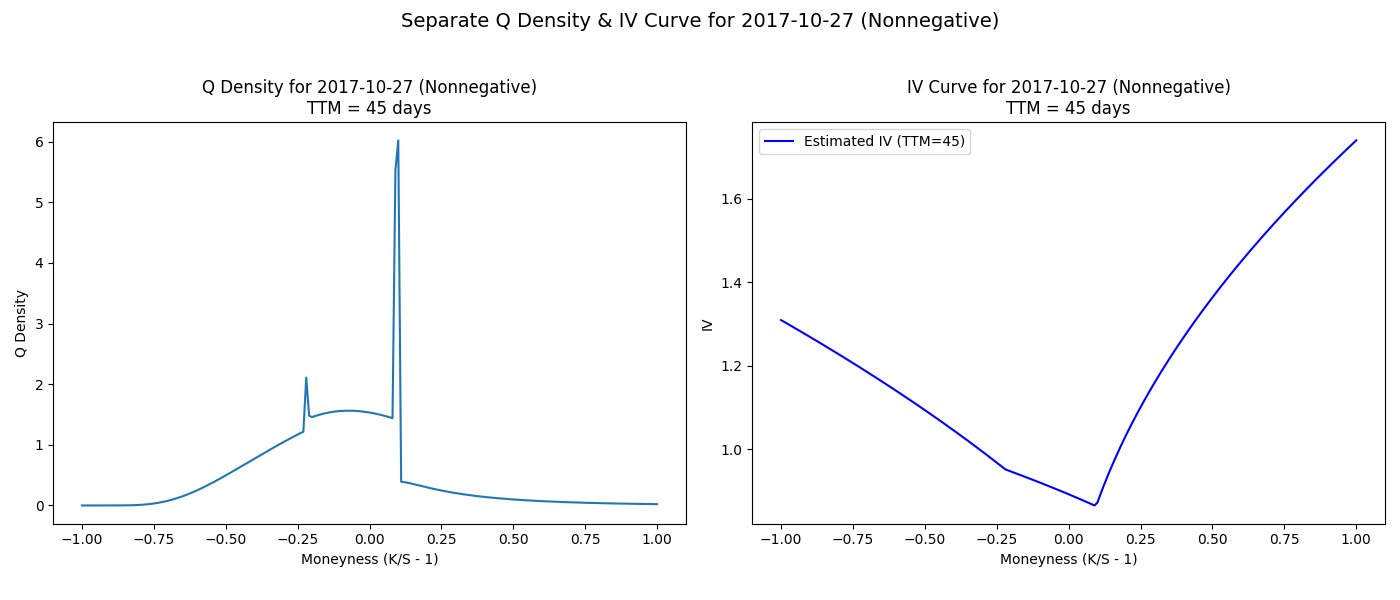 Separate Q Density & IV Curve for 2017-10-27 (Nonnegative)
Q Density for 2017-10-27 (Nonnegative)
TTM = 45 days
Q Density
6
5
4
3
2
1
0
−1.00 −0.75 −0.50 −0.25 0.00 0.25 0.50 0.75 1.00
Moneyness (K/S - 1)
IV Curve for 2017-10-27 (Nonnegative)
TTM = 45 days
Estimated IV (TTM=45)
IV
1.6
1.4
1.2
1.0
−1.00 −0.75 −0.50 −0.25 0.00 0.25 0.50 0.75 1.00
Moneyness (K/S - 1)